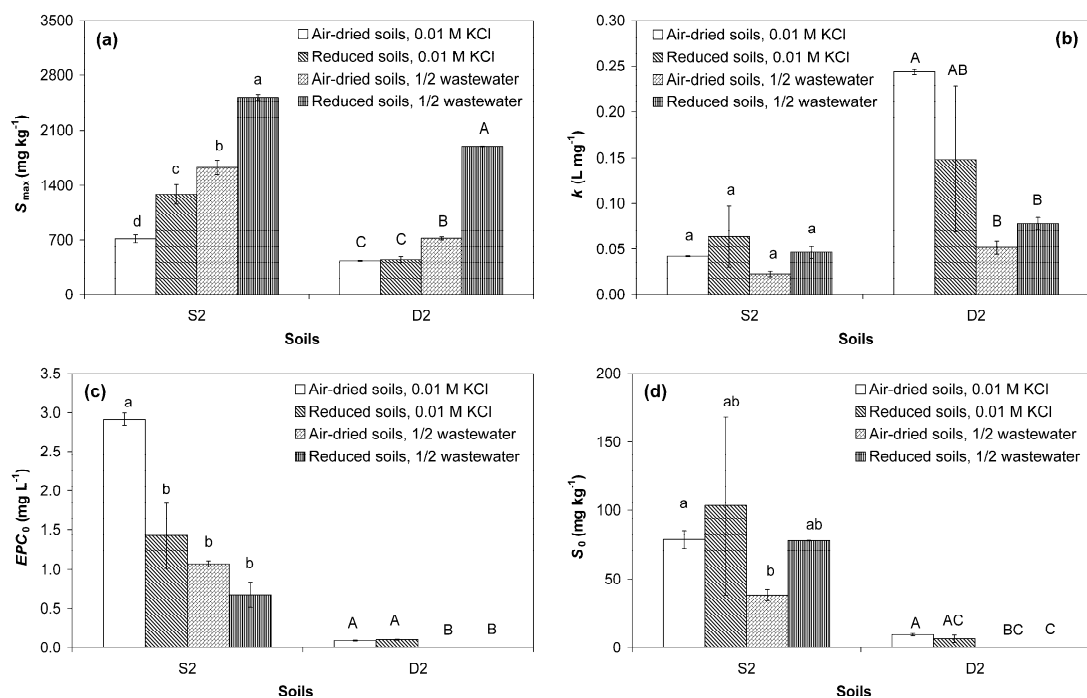 (a)
Air-dried soils, 0.01 M KCl
Reduced soils, 0.01 M KCl
Air-dried soils, 1/2 wastewater
Reduced soils, 1/2 wastewater
Smax (mg kg-1)
3500
2800
2100
1400
700
0
d
c
b
a
C
C
B
A
S2
D2
Soils
(b)
Air-dried soils, 0.01 M KCl
Reduced soils, 0.01 M KCl
Air-dried soils, 1/2 wastewater
Reduced soils, 1/2 wastewater
k (L mg-1)
0.30
0.25
0.20
0.15
0.10
0.05
0.00
a
a
a
a
A
AB
B
B
S2
D2
Soils
(c)
Air-dried soils, 0.01 M KCl
Reduced soils, 0.01 M KCl
Air-dried soils, 1/2 wastewater
Reduced soils, 1/2 wastewater
EPC0 (mg L-1)
3.5
3.0
2.5
2.0
1.5
1.0
0.5
0.0
a
b
b
b
A
A
B
B
S2
D2
Soils
(d)
Air-dried soils, 0.01 M KCl
Reduced soils, 0.01 M KCl
Air-dried soils, 1/2 wastewater
Reduced soils, 1/2 wastewater
S0 (mg kg-1)
200
150
100
50
0
a
ab
b
ab
A
AC
BC
C
S2
D2
Soils